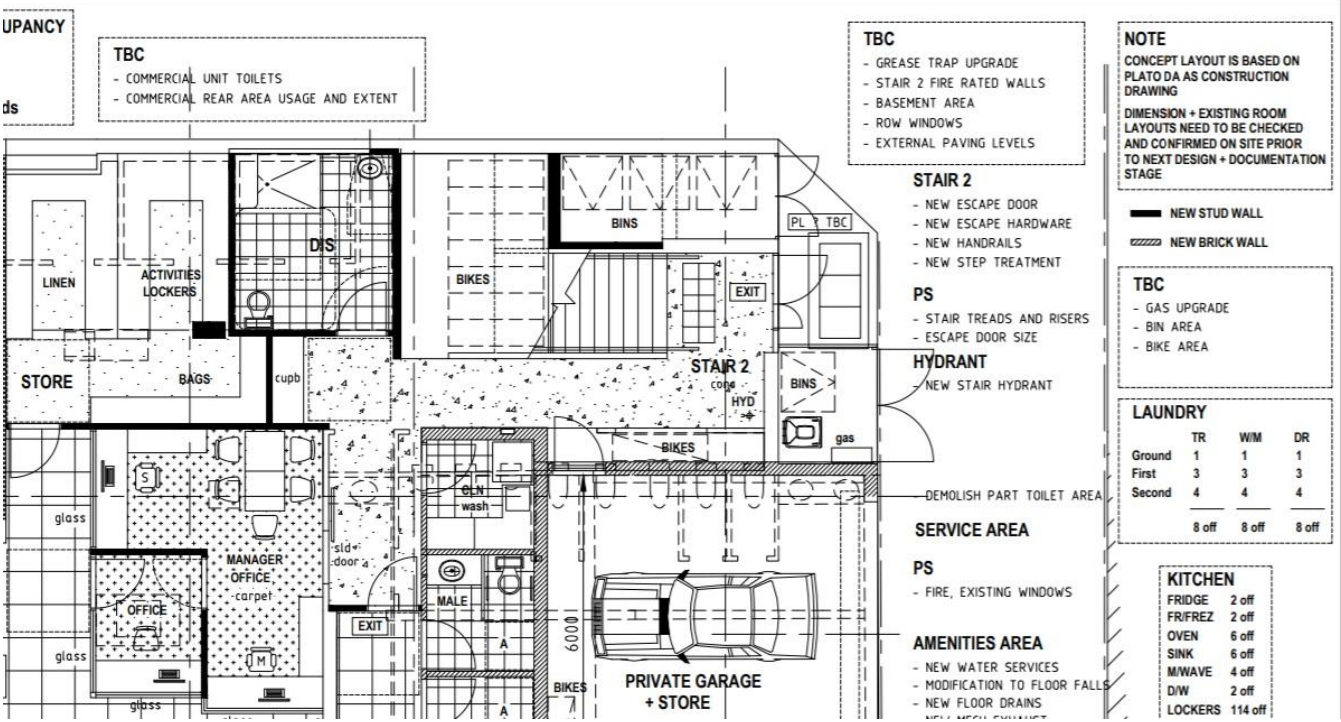 UPANCY
ds
TBC
- COMMERCIAL UNIT TOILETS
- COMMERCIAL REAR AREA USAGE AND EXTENT
TBC
- GREASE TRAP UPGRADE
- STAIR 2 FIRE RATED WALLS
- BASEMENT AREA
- ROW WINDOWS
- EXTERNAL PAVING LEVELS
NOTE
CONCEPT LAYOUT IS BASED ON
PLATO DA AS CONSTRUCTION
DRAWING
DIMENSION + EXISTING ROOM
LAYOUTS NEED TO BE CHECKED
AND CONFIRMED ON SITE PRIOR
TO NEXT DESIGN + DOCUMENTATION
STAGE
NEW STUD WALL
NEW BRICK WALL
TBC
- GAS UPGRADE
- BIN AREA
- BIKE AREA
LAUNDRY
TR W/M DR
Ground 1 1 1
First 3 3 3
Second 4 4 4
8 off 8 off 8 off
KITCHEN
FRIDGE 2 off
FR/FREZ 2 off
OVEN 6 off
SINK 6 off
M/WAVE 4 off
D/W 2 off
LOCKERS 114 off
STAIR 2
- NEW ESCAPE DOOR
- NEW ESCAPE HARDWARE
- NEW HANDRAILS
- NEW STEP TREATMENT
PS
- STAIR TREADS AND RISERS
- ESCAPE DOOR SIZE
HYDRANT
- NEW STAIR HYDRANT
- DEMOLISH PART TOILET AREA
SERVICE AREA
PS
- FIRE, EXISTING WINDOWS
AMENITIES AREA
- NEW WATER SERVICES
- MODIFICATION TO FLOOR FALLS
- NEW FLOOR DRAINS
- NEW MECH EXHAUST
LINEN
ACTIVITIES
LOCKERS
DIS
BIKES
BINS
PL TBC
EXIT
STORE
BAGS
cupb
STAIR 2
conc
HYD
BINS
gas
BIKES
glass
S
MANAGER
OFFICE
carpet
OFFICE
glass
M
glass
glass
sld
door
EXIT
CLN
wash
MALE
A
A
6000
BIKES
PRIVATE GARAGE
+ STORE